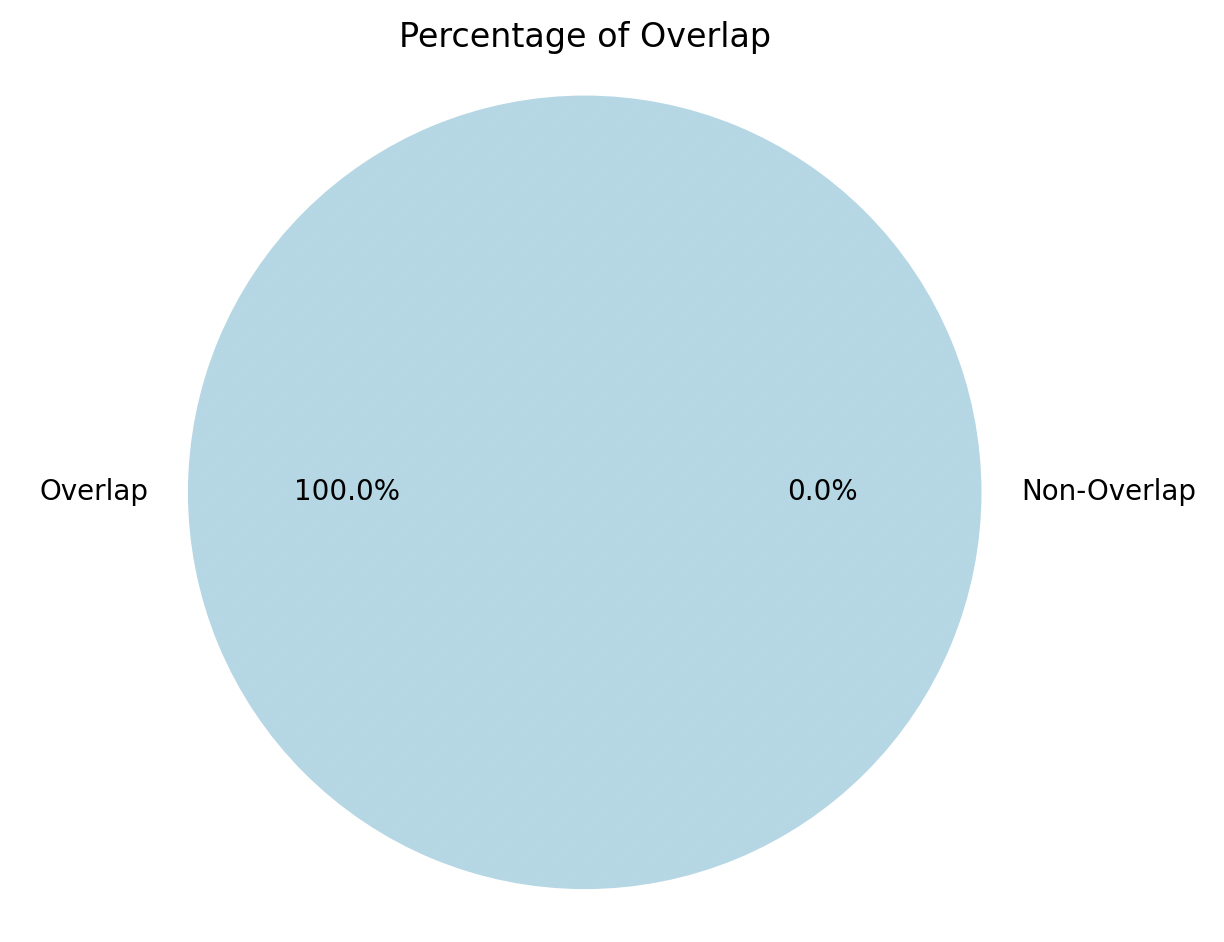 Percentage of Overlap
Overlap
100.0%
0.0%
Non-Overlap